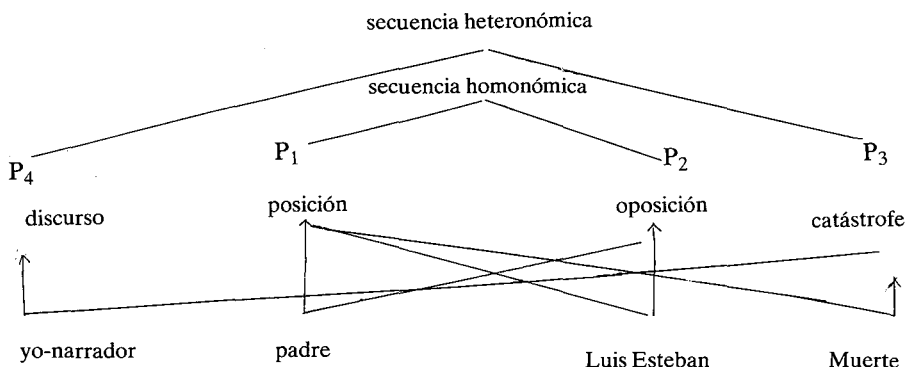 secuencia heteronómica
secuencia homonómica
P4 P1 P2 P3
discurso posición oposición catástrofe
yo-narrador padre Luis Esteban Muerte